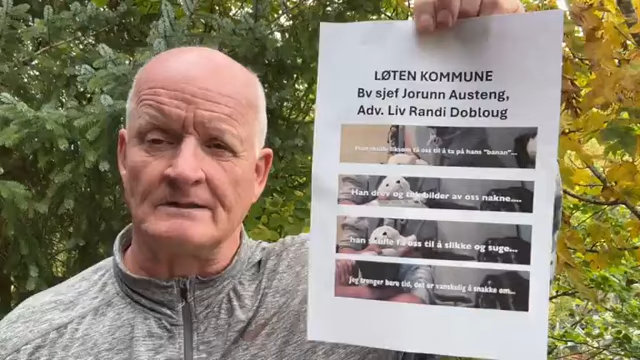 LØTEN KOMMUNE
Bv sjef Jorunn Austeng,
Adv. Liv Randi Dobloug
Han skulle liksom få oss til å ta på hans "banan"...
Han drev og tok bilder av oss nakne....
han skulle få oss til å slikke og suge...
Jeg trenger bare tid, det er vanskelig å snakke om...